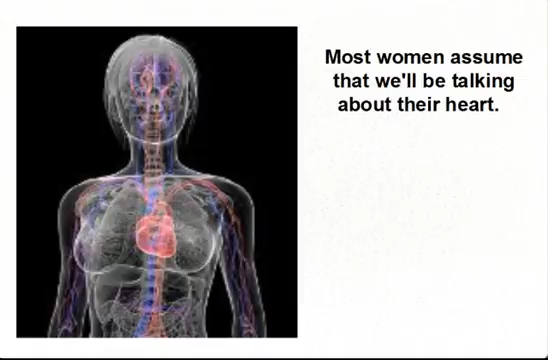 Most women assume
that we'll be talking
about their heart.